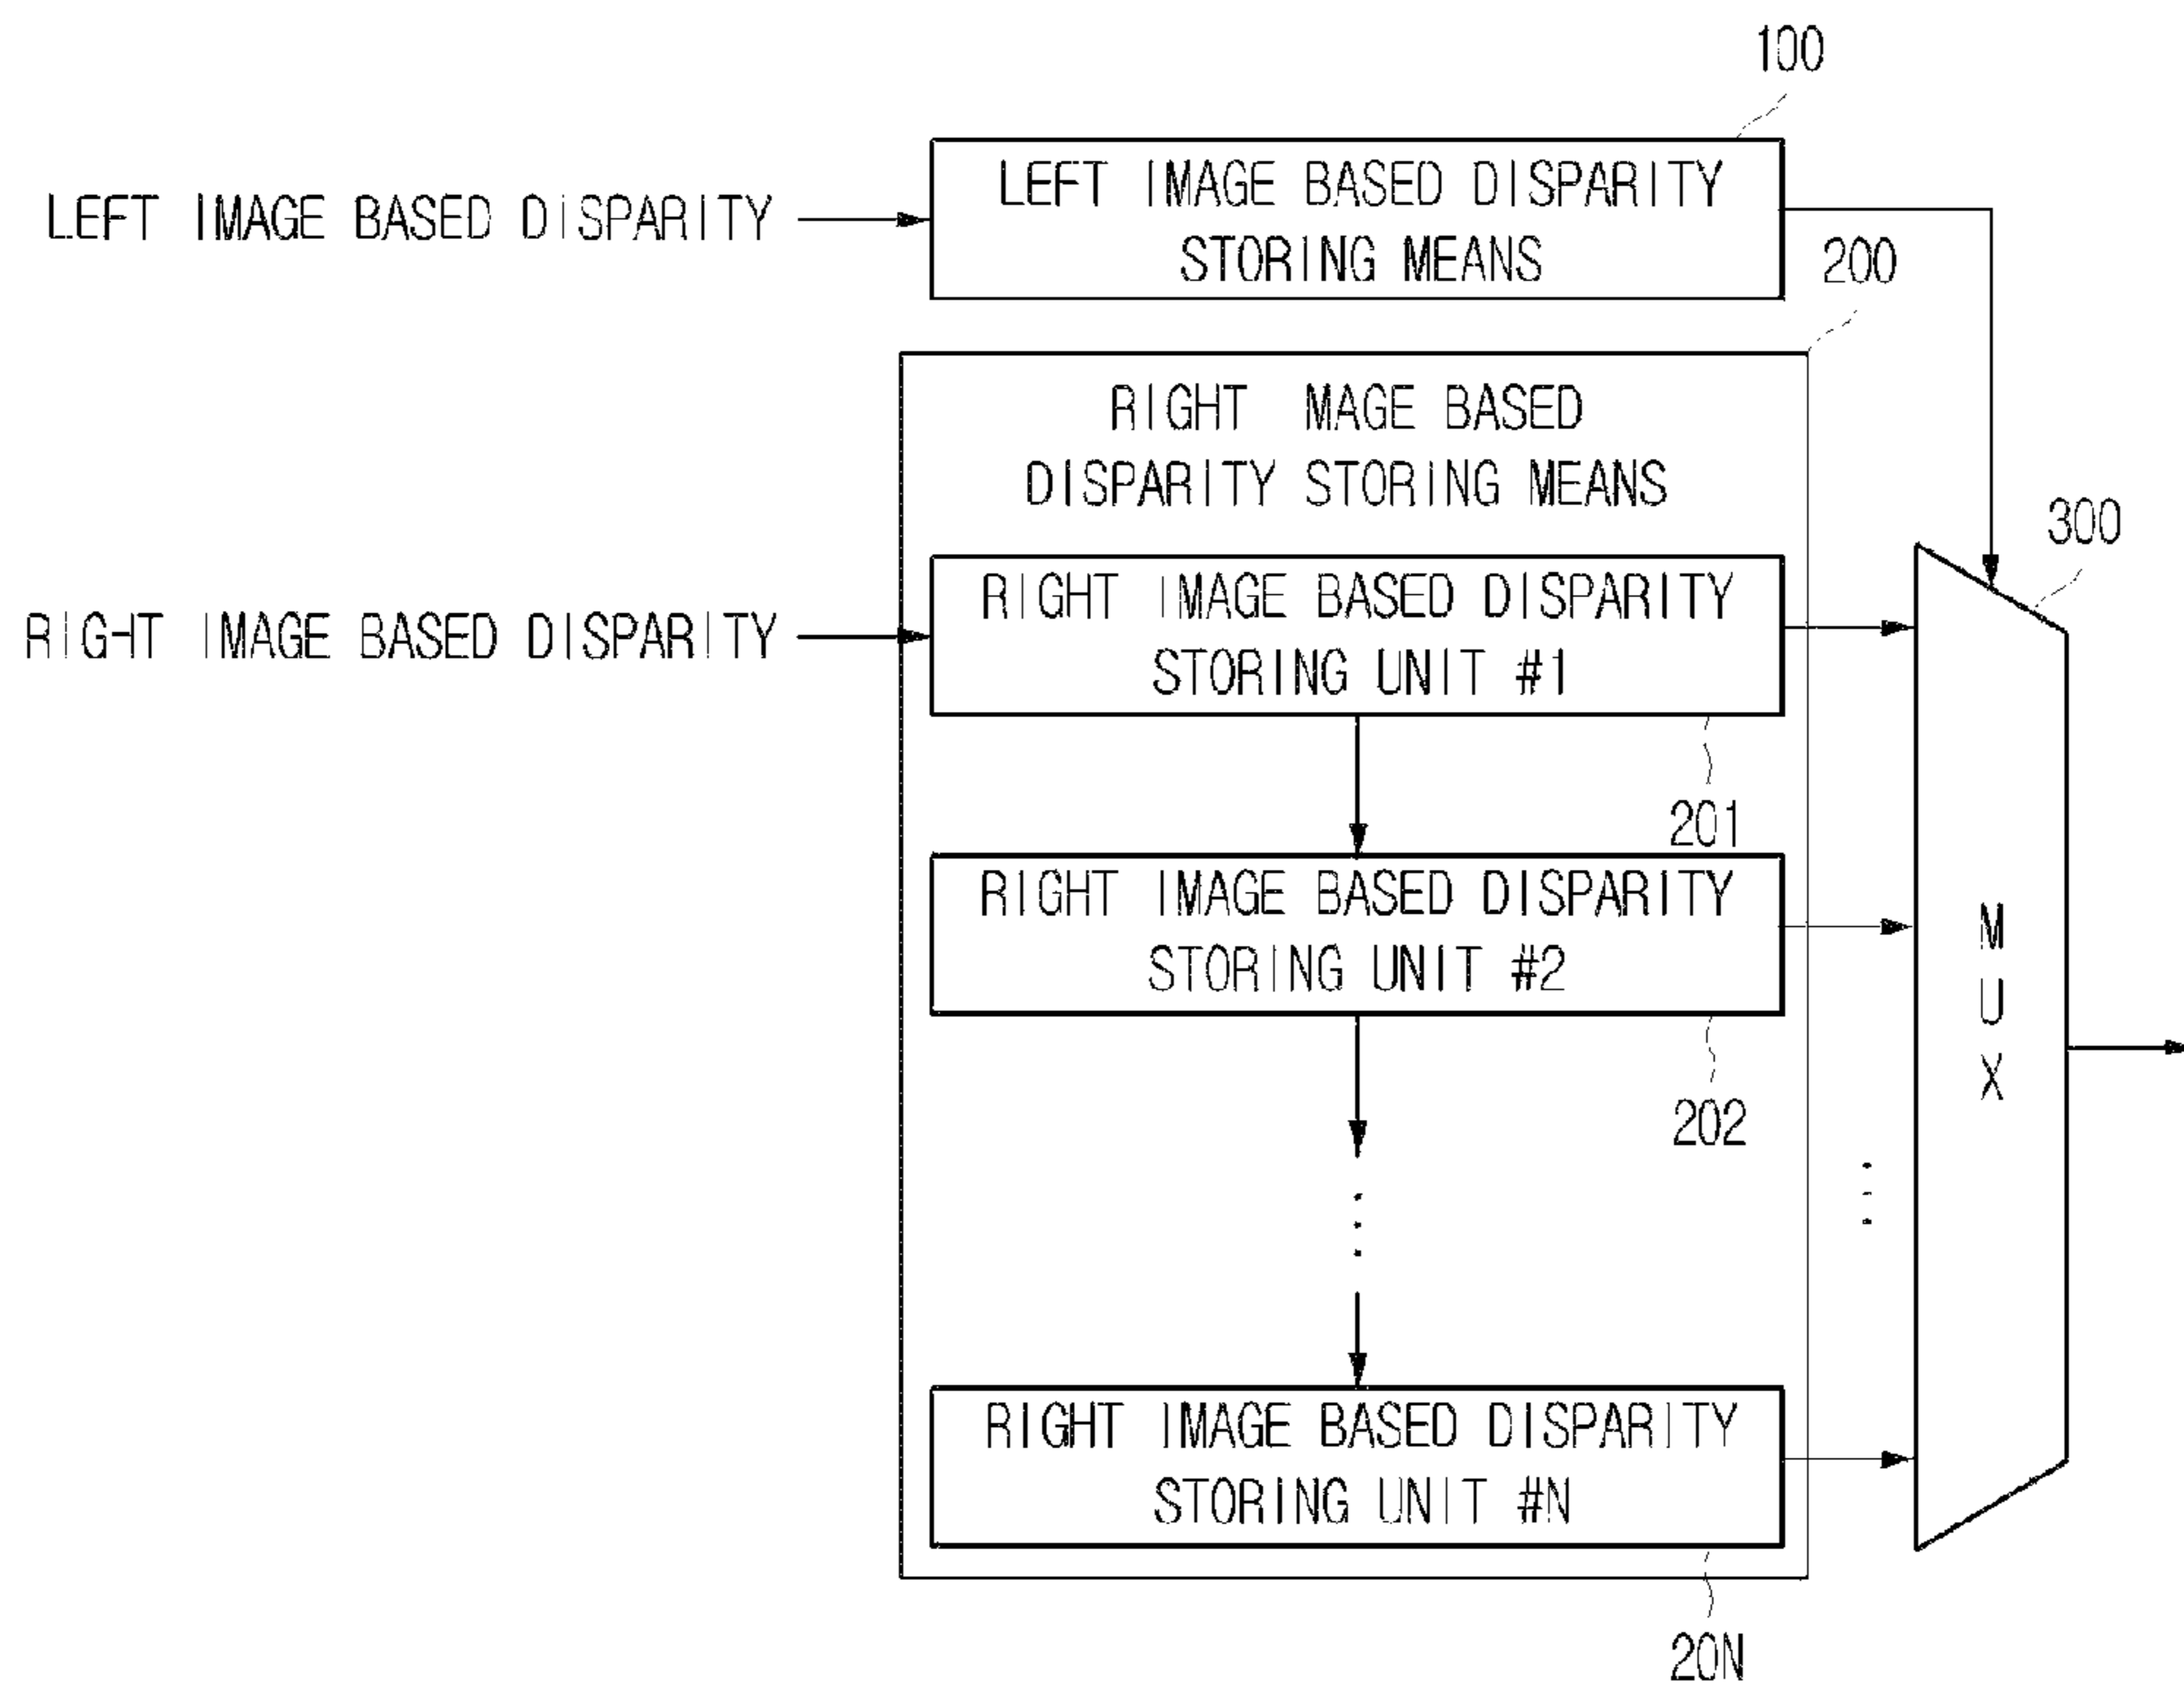 100
LEFT IMAGE BASED DISPARITY
LEFT IMAGE BASED DISPARITY
STORING MEANS
200
RIGHT MAGE BASED
DISPARITY STORING MEANS
300
RIGHT IMAGE BASED DISPARITY
RIGHT IMAGE BASED DISPARITY
STORING UNIT #1
201
RIGHT IMAGE BASED DISPARITY
STORING UNIT #2
202
MUX
RIGHT IMAGE BASED DISPARITY
STORING UNIT #N
20N